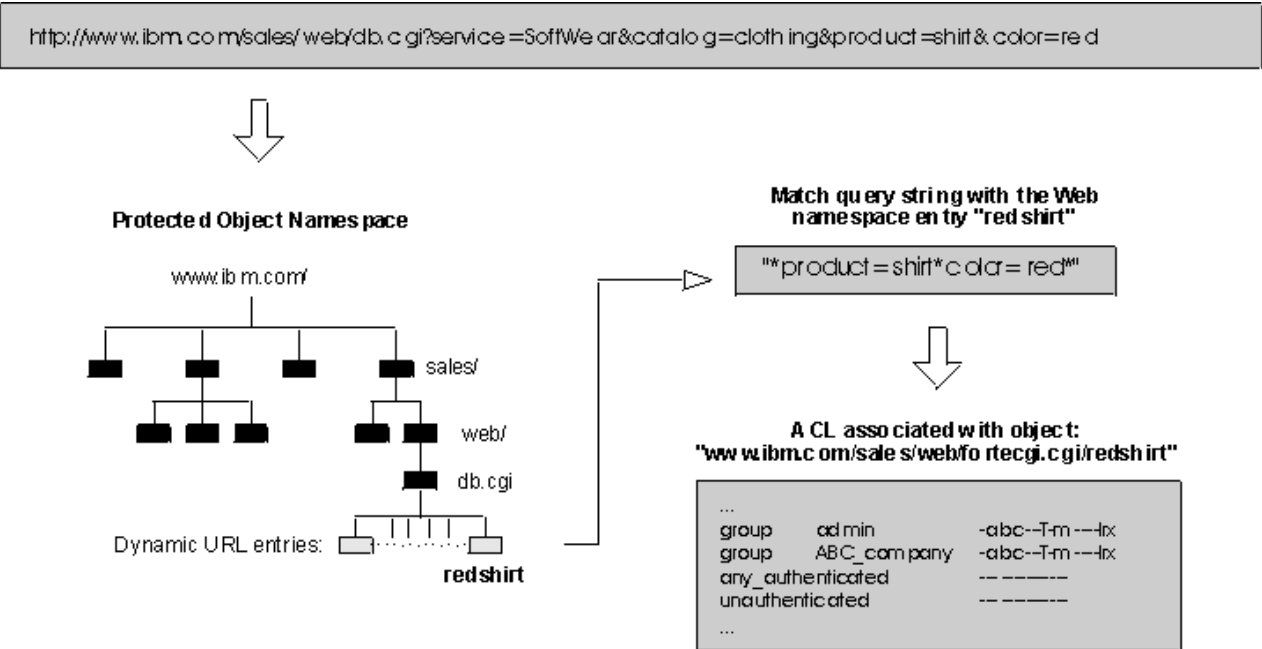 http://www.ibm.com/sales/web/db.cgi?service=SoftWear&catalog=clothing&product=shirt&color=red
Protected Object Namespace
www.ibm.com/
sales/
web/
db.cgi
Dynamic URL entries:
redshirt
Match query string with the Web
namespace entry "redshirt"
"*product=shirt*color=red*"
ACL associated with object:
"www.ibm.com/sales/web/fortecgi.cgi/redshirt"
...
group admin -abc---T-m----lrx
group ABC_company -abc---T-m----lrx
any_authenticated -----------------
unauthenticated -----------------
...